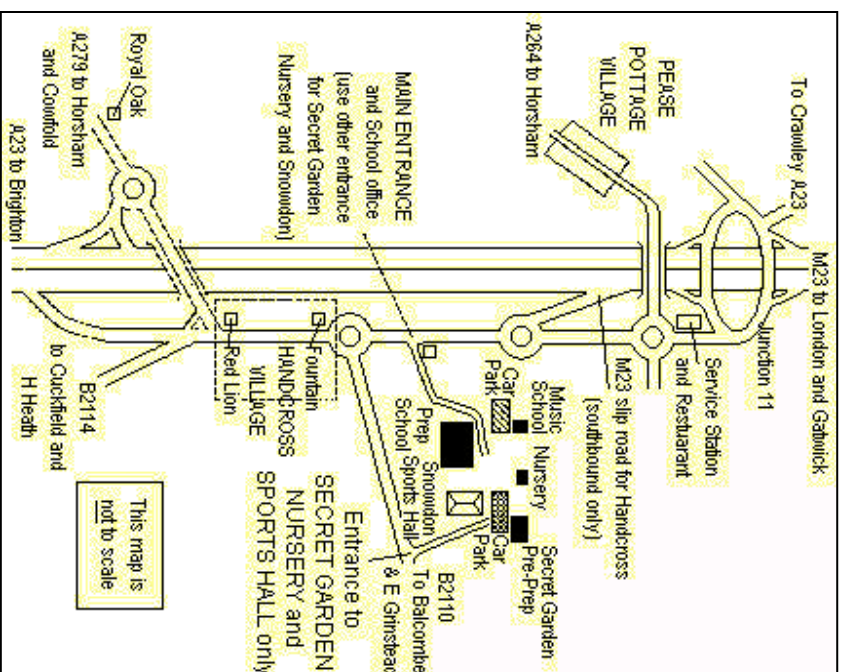 M23 to London and Gatwick
To Crawley A23
Junction 11
Service Station
and Restuarant
PEASE
POTTAGE
VILLAGE
A264 to Horsham
M23 slip road for Handcross
(southbound only)
MAIN ENTRANCE
and School office
(use other entrance
for Secret Garden
Nursery and Snowdon)
Music
School
Car
Park
Nursery
Secret Garden
Pre-Prep
Car
Park
Prep
School
Snowdon
Sports Hall
B2110
To Balcombe
& E Grinstead
Entrance to
SECRET GARDEN
NURSERY and
SPORTS HALL only
Fountain
HANDCROSS
VILLAGE
Red Lion
Royal Oak
A279 to Horsham
and Cowfold
A23 to Brighton
B2114
to Cuckfield and
H Heath
This map is
not to scale